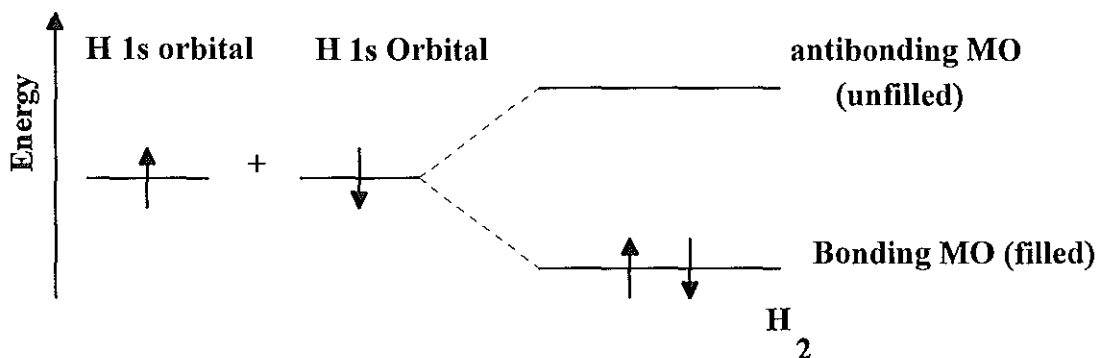 H 1s orbital
H 1s Orbital
antibonding MO
(unfilled)
Energy
+
Bonding MO (filled)
H
2